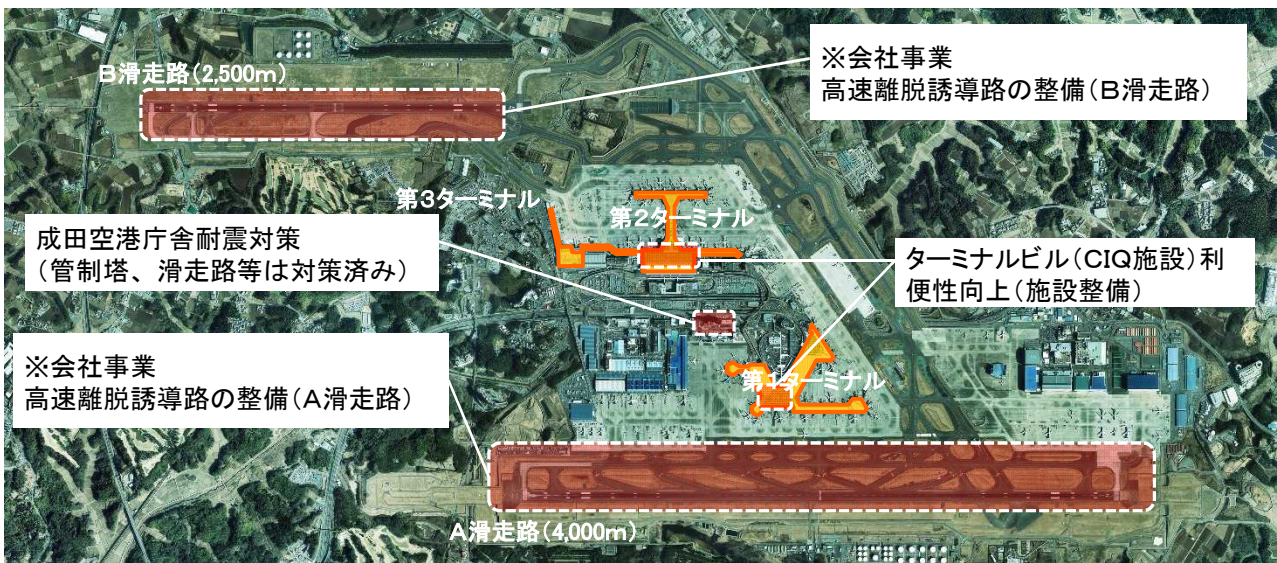 B滑走路(2,500m)
※会社事業
高速離脱誘導路の整備(B滑走路)
第3ターミナル
第2ターミナル
成田空港庁舎耐震対策
(管制塔、滑走路等は対策済み)
ターミナルビル(CIQ施設)利
便性向上(施設整備)
※会社事業
高速離脱誘導路の整備(A滑走路)
第1ターミナル
A滑走路(4,000m)